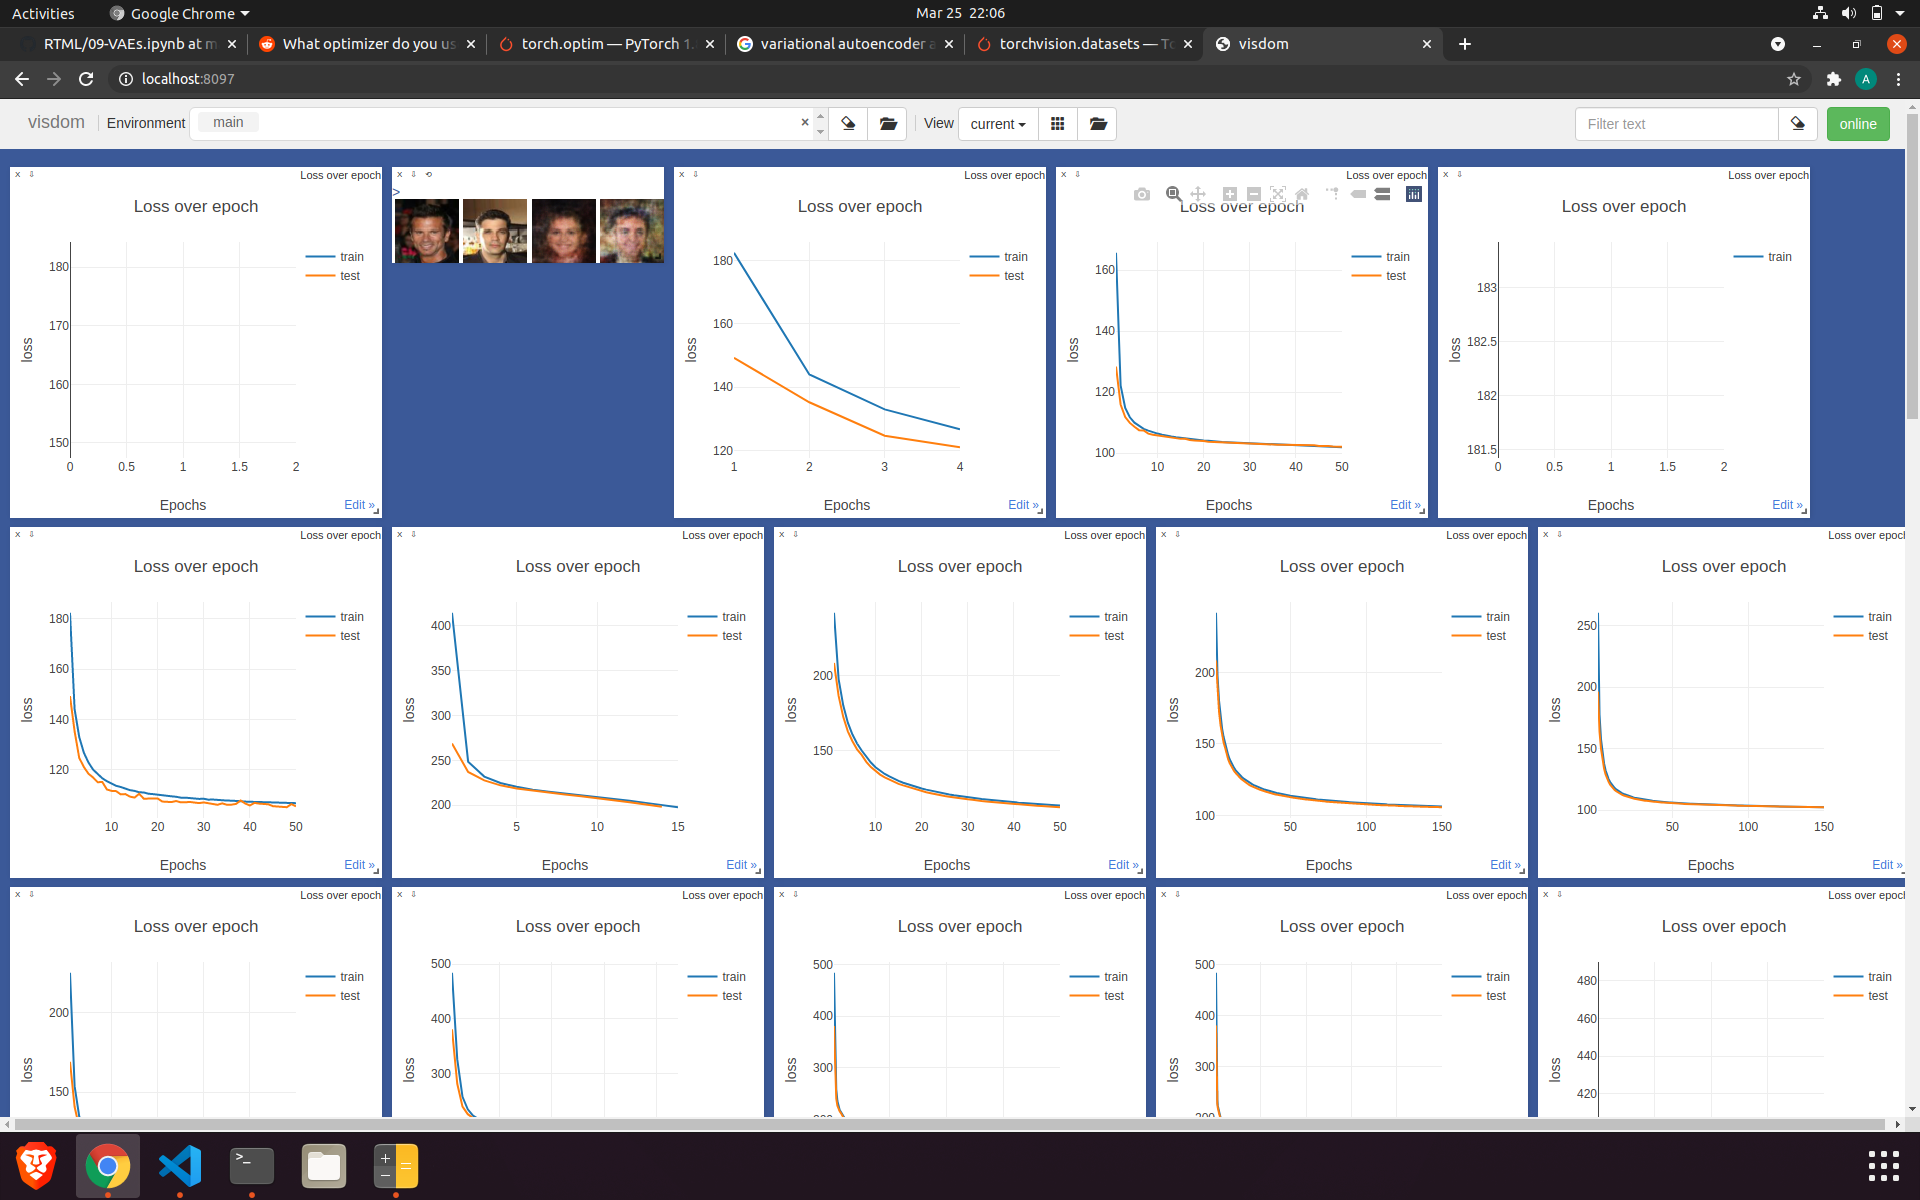 Activities
Google Chrome
Mar 25 22:06
RTML/09-VAEs.ipynb at m
What optimizer do you us
torch.optim — PyTorch 1.
variational autoencoder a
torchvision.datasets — To
visdom
localhost:8097
A
visdom
Environment
main
×
View
current
Filter text
online
X
Loss over epoch
Loss over epoch
train
test
180
170
160
150
0 0.5 1 1.5 2
loss
Epochs
Edit »
X
>
X
Loss over epoch
Loss over epoch
train
test
180
160
140
120
1 2 3 4
loss
Epochs
Edit »
X
Loss over epoch
Loss over epoch
train
test
160
140
120
100
10 20 30 40 50
loss
Epochs
Edit »
X
Loss over epoch
Loss over epoch
train
183
182.5
182
181.5
0 0.5 1 1.5 2
loss
Epochs
Edit »
X
Loss over epoch
Loss over epoch
train
test
180
160
140
120
10 20 30 40 50
loss
Epochs
Edit »
X
Loss over epoch
Loss over epoch
train
test
400
350
300
250
200
5 10 15
loss
Epochs
Edit »
X
Loss over epoch
Loss over epoch
train
test
200
150
10 20 30 40 50
loss
Epochs
Edit »
X
Loss over epoch
Loss over epoch
train
test
200
150
100
50 100 150
loss
Epochs
Edit »
X
Loss over epoch
Loss over epoch
train
test
250
200
150
100
50 100 150
loss
Epochs
Edit »
X
Loss over epoch
Loss over epoch
train
test
200
150
loss
X
Loss over epoch
Loss over epoch
train
test
500
400
300
loss
X
Loss over epoch
Loss over epoch
train
test
500
400
300
200
loss
X
Loss over epoch
Loss over epoch
train
test
500
400
300
200
loss
X
Loss over epoch
Loss over epoch
train
test
480
460
440
420
loss